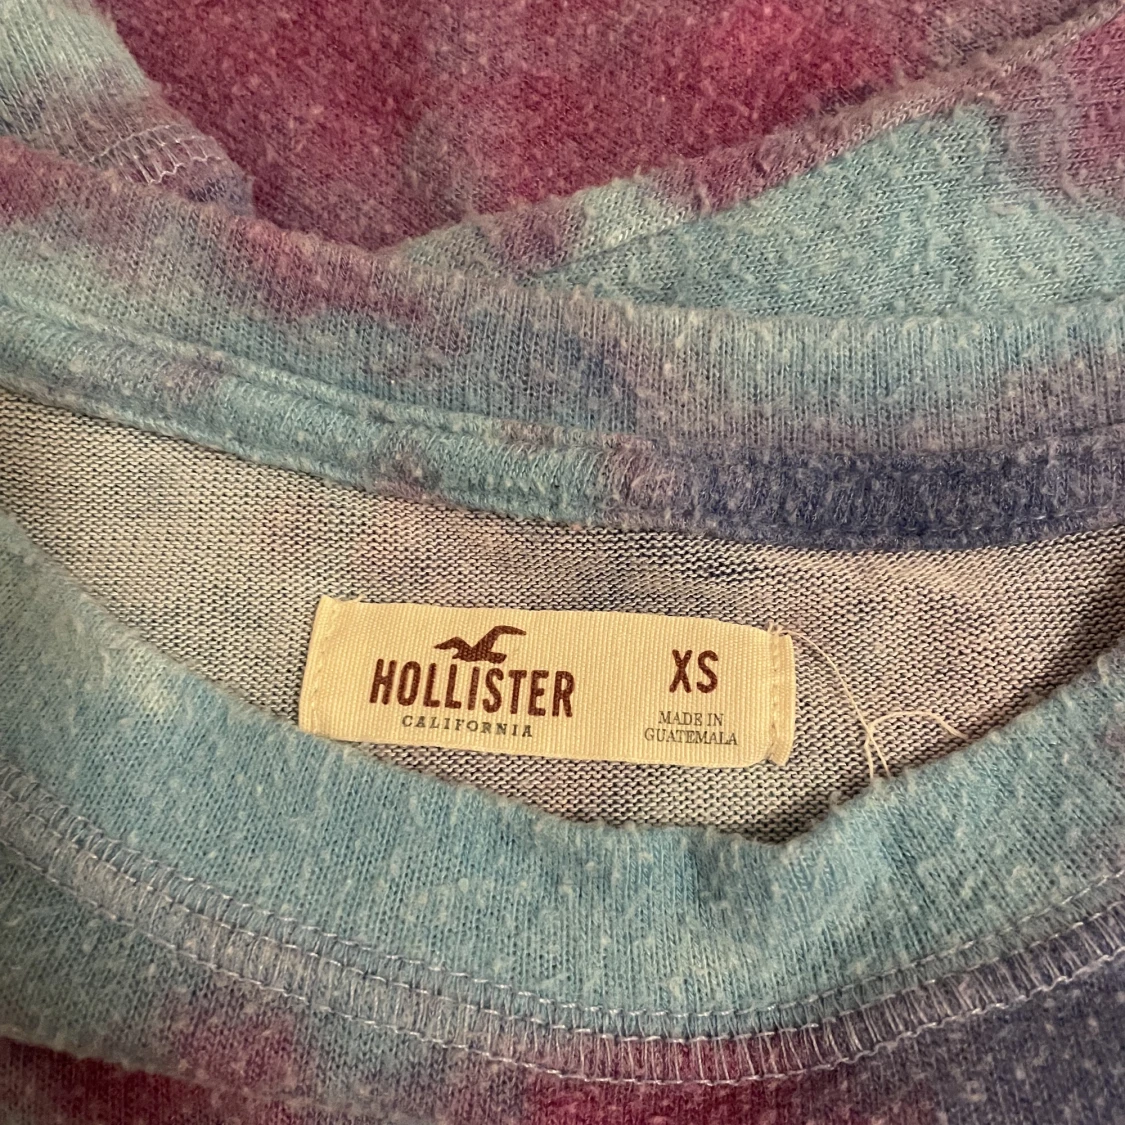 HOLLISTER
CALIFORNIA
XS
MADE IN
GUATEMALA